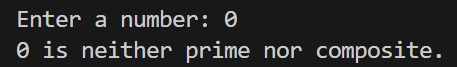 Enter a number: 0
0 is neither prime nor composite.